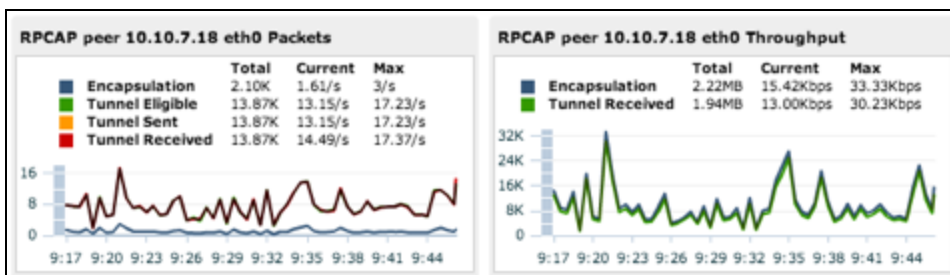 RPCAP peer 10.10.7.18 eth0 Packets
Total Current Max
Encapsulation 2.10K 1.61/s 3/s
Tunnel Eligible 13.87K 13.15/s 17.23/s
Tunnel Sent 13.87K 13.15/s 17.23/s
Tunnel Received 13.87K 14.49/s 17.37/s
16
8
0
9:17 9:20 9:23 9:26 9:29 9:32 9:35 9:38 9:41 9:44
RPCAP peer 10.10.7.18 eth0 Throughput
Total Current Max
Encapsulation 2.22MB 15.42Kbps 33.33Kbps
Tunnel Received 1.94MB 13.00Kbps 30.23Kbps
32K
24K
16K
8K
0
9:17 9:20 9:23 9:26 9:29 9:32 9:35 9:38 9:41 9:44